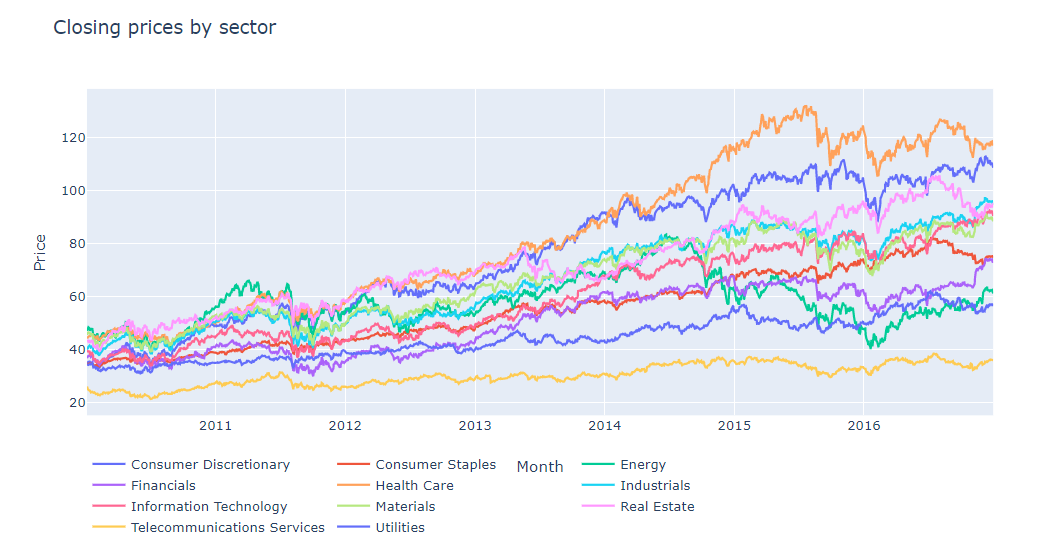 Closing prices by sector
Price
120
100
80
60
40
20
2011 2012 2013 2014 2015 2016
Month
Consumer Discretionary Consumer Staples Energy
Financials Health Care Industrials
Information Technology Materials Real Estate
Telecommunications Services Utilities